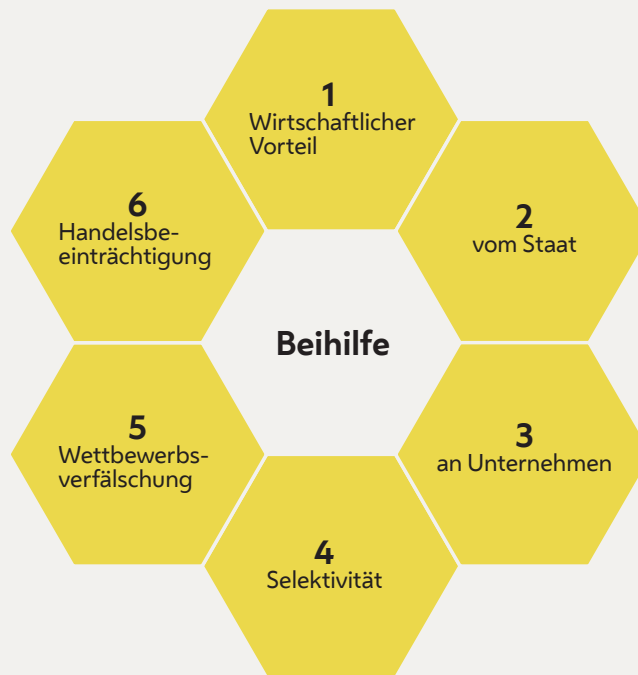 1
Wirtschaftlicher
Vorteil
2
vom Staat
3
an Unternehmen
4
Selektivität
5
Wettbewerbs-
verfälschung
6
Handelsbe-
einträchtigung
Beihilfe